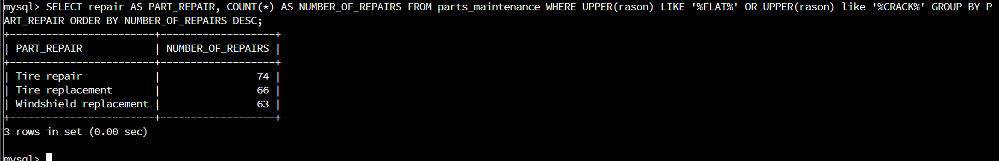 mysql> SELECT repair AS PART_REPAIR, COUNT(*) AS NUMBER_OF_REPAIRS FROM parts_maintenance WHERE UPPER(rason) LIKE '%FLAT%' OR UPPER(rason) like '%CRACK%' GROUP BY P
ART_REPAIR ORDER BY NUMBER_OF_REPAIRS DESC;
+------------------------+-------------------+
| PART_REPAIR            | NUMBER_OF_REPAIRS |
+------------------------+-------------------+
| Tire repair            |                74 |
| Tire replacement       |                66 |
| Windshield replacement |                63 |
+------------------------+-------------------+
3 rows in set (0.00 sec)
mysql>